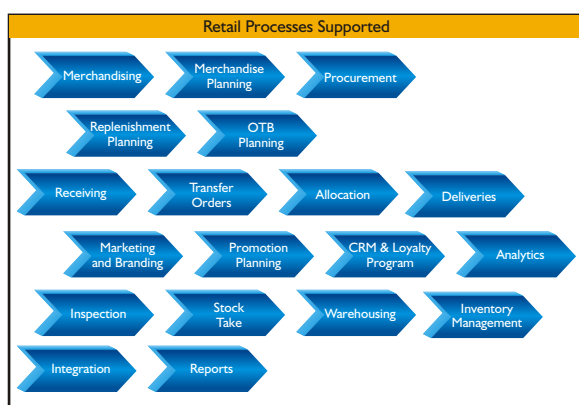 Retail Processes Supported
Merchandising
Merchandise
Planning
Procurement
Replenishment
Planning
OTB
Planning
Receiving
Transfer
Orders
Allocation
Deliveries
Marketing
and Branding
Promotion
Planning
CRM & Loyalty
Program
Analytics
Inspection
Stock
Take
Warehousing
Inventory
Management
Integration
Reports